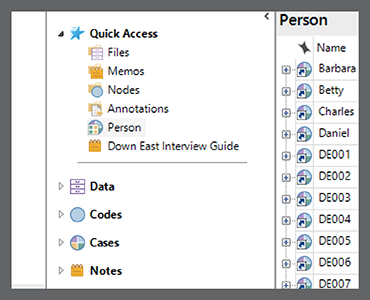 Quick Access
Files
Memos
Nodes
Annotations
Person
Down East Interview Guide
Data
Codes
Cases
Notes
Person
Name
Barbara
Betty
Charles
Daniel
DE001
DE002
DE003
DE004
DE005
DE006
DE007